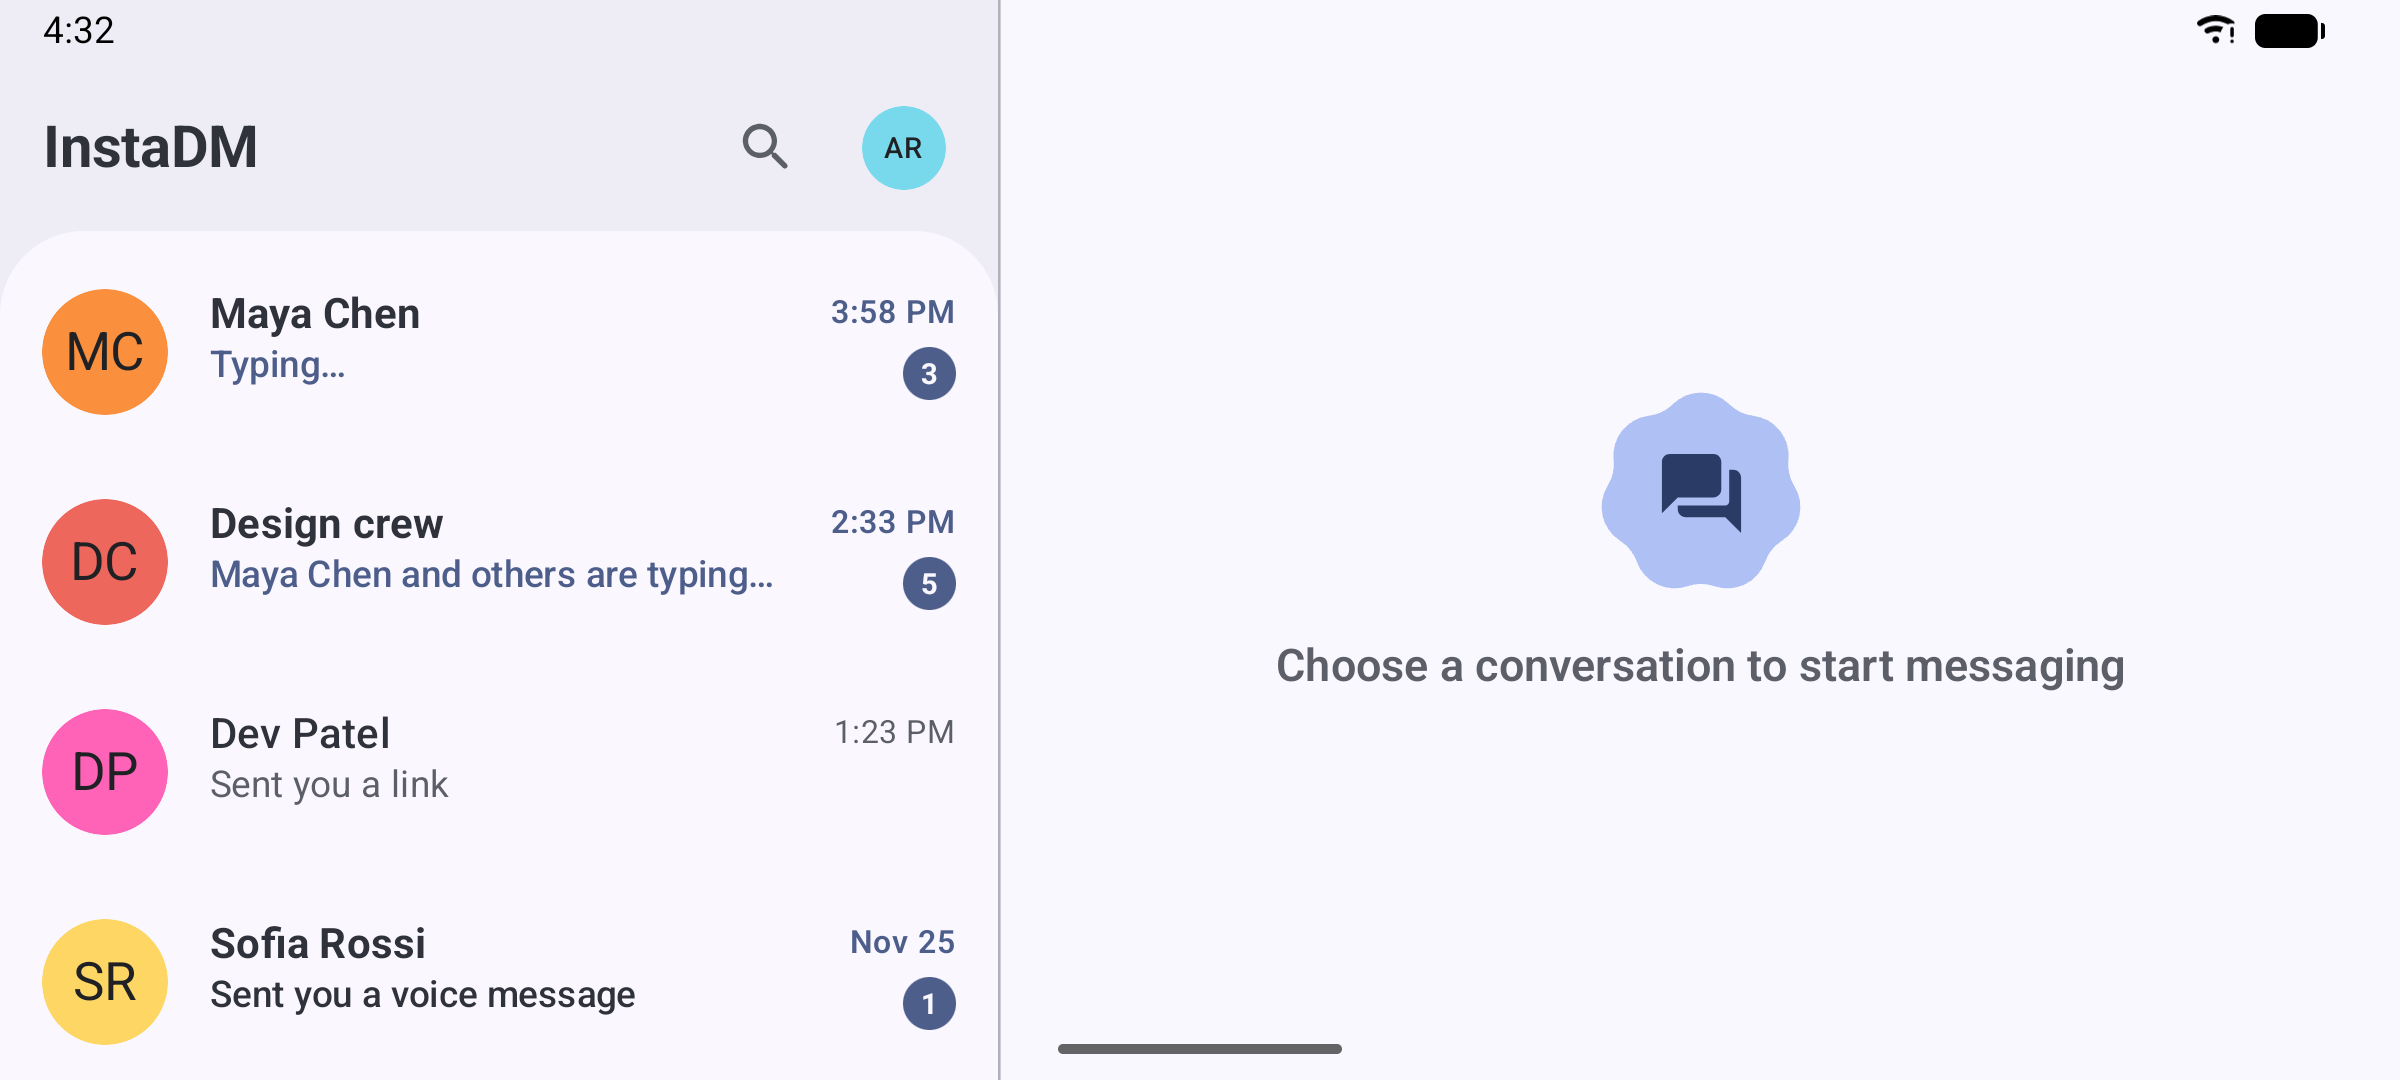 4:32
InstaDM
AR
MC
Maya Chen
3:58 PM
Typing...
3
DC
Design crew
2:33 PM
Maya Chen and others are typing...
5
DP
Dev Patel
1:23 PM
Sent you a link
SR
Sofia Rossi
Nov 25
Sent you a voice message
1
Choose a conversation to start messaging